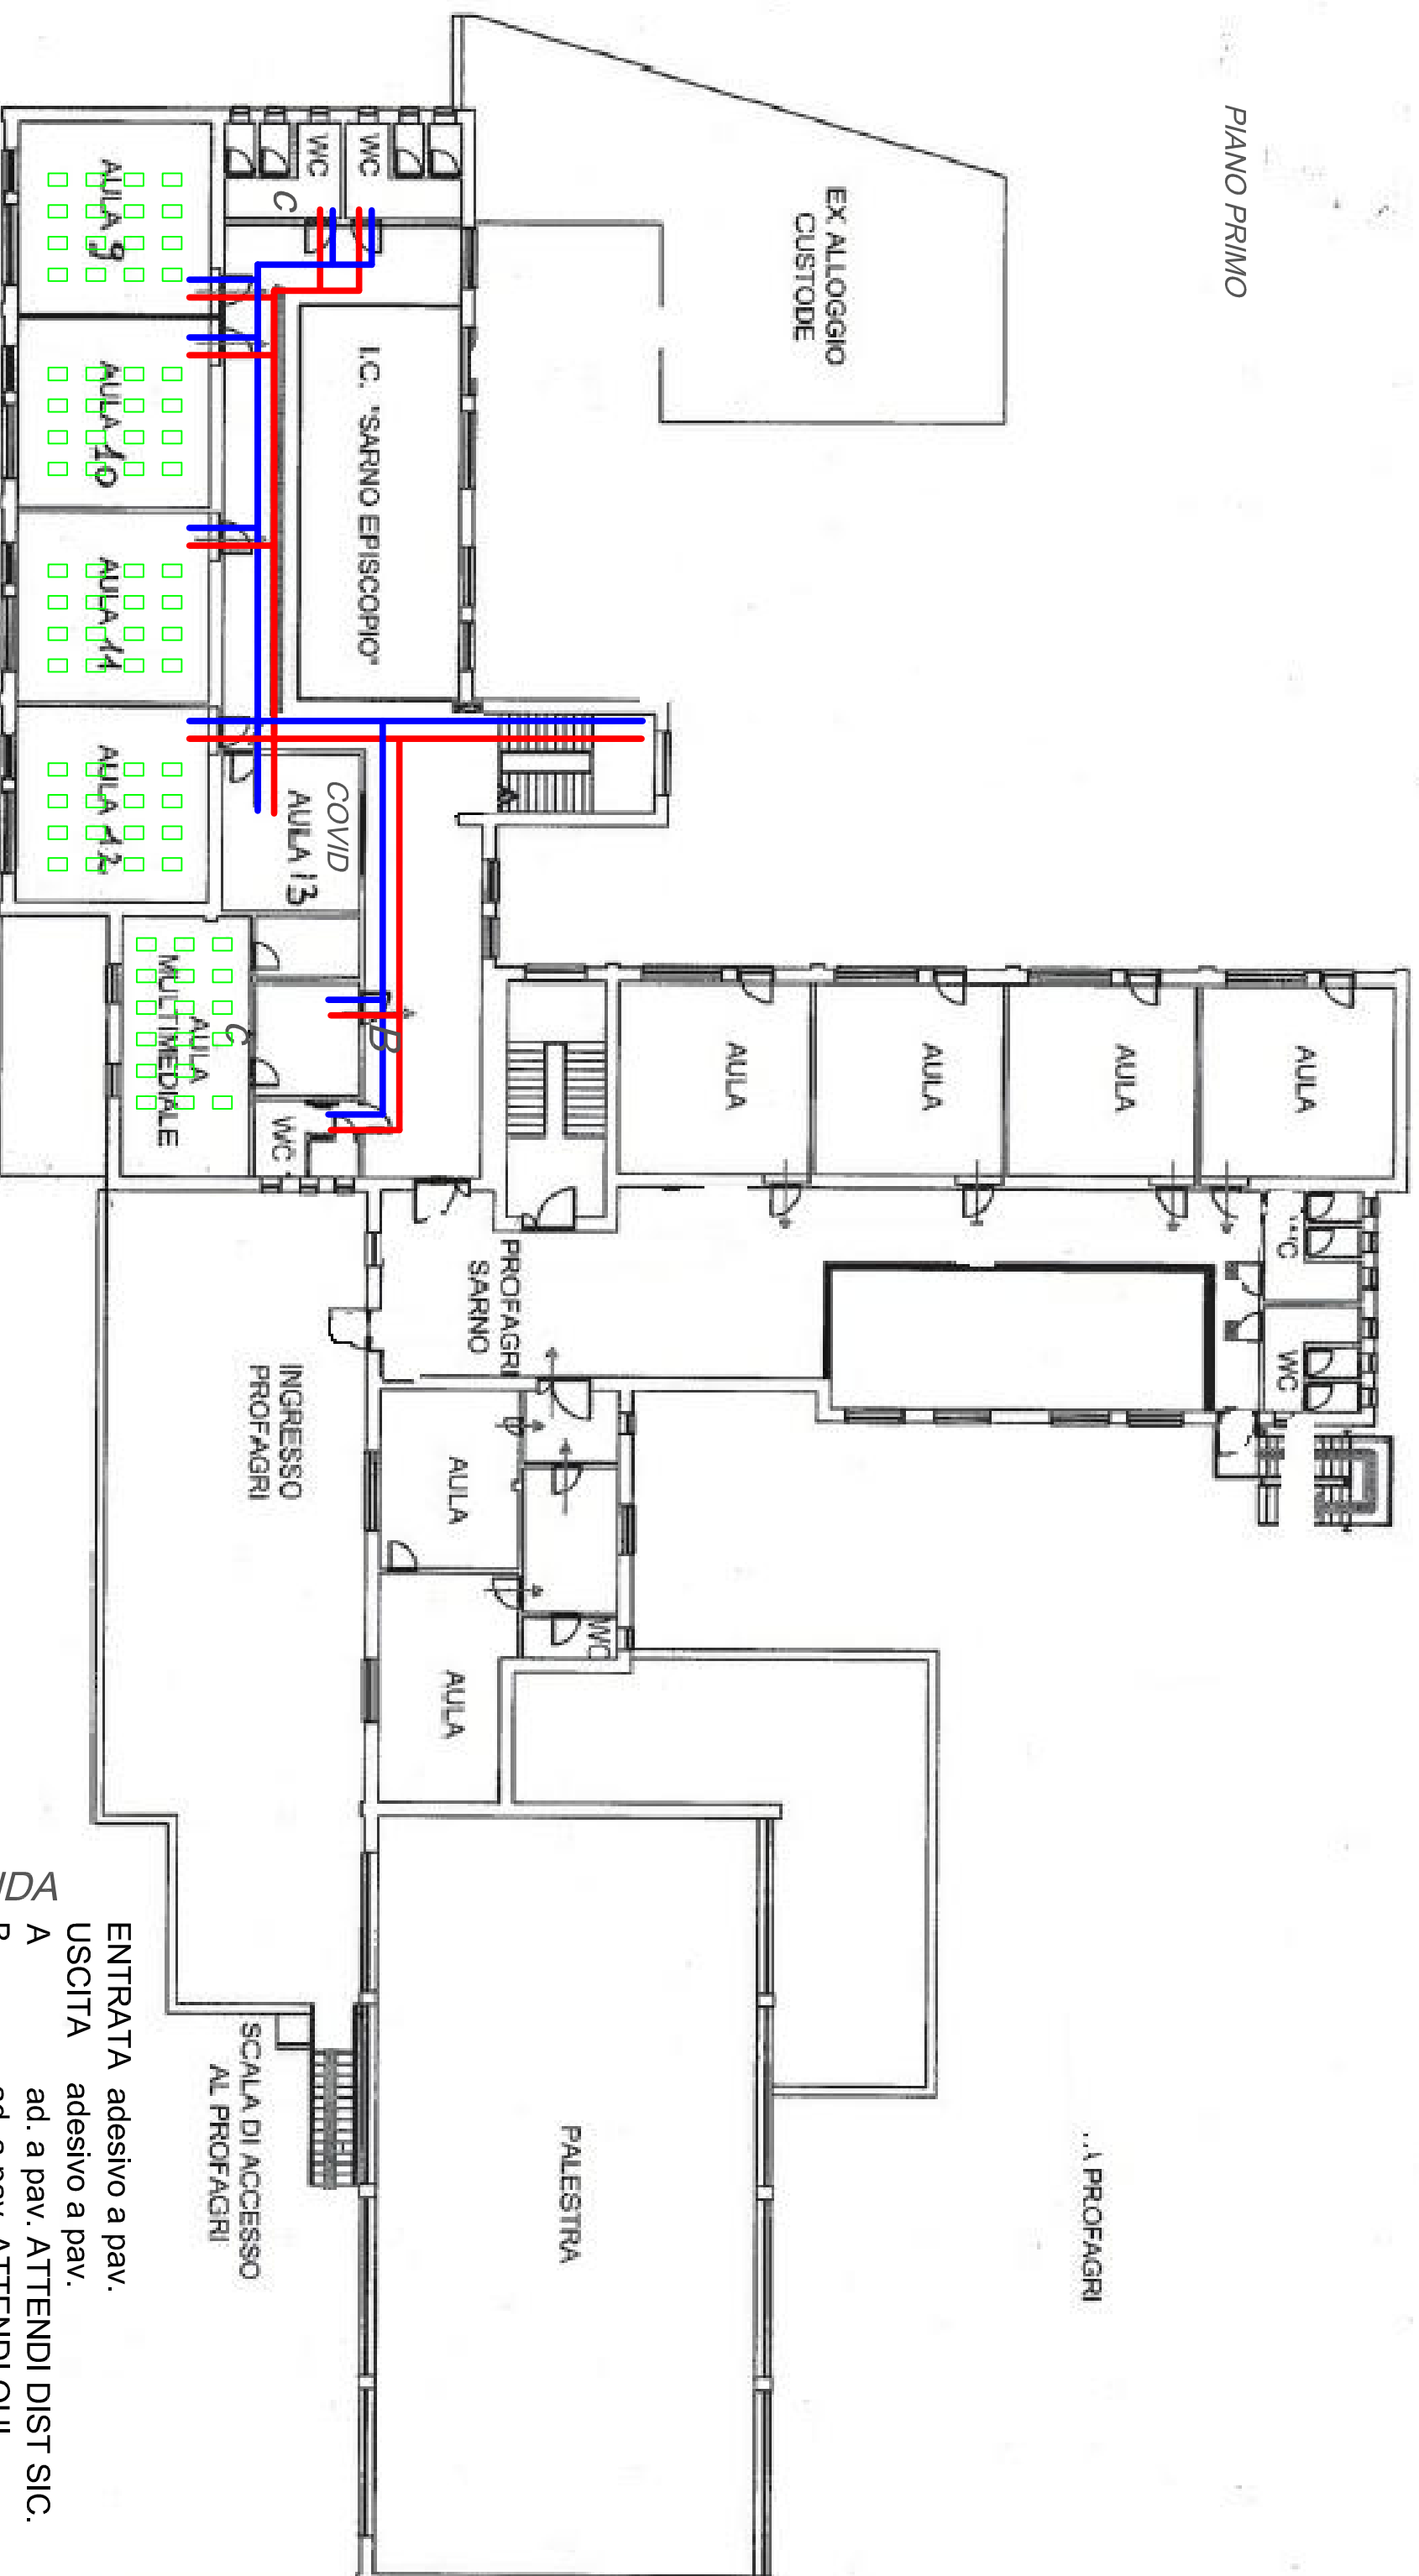 PIANO PRIMO
EX ALLOGGIO
CUSTODE
WC
WC
C
I.C. "SARNO EPISCOPIO"
AULA 9
AULA 10
AULA 11
AULA 12
COVID
AULA 13
AULA
MULTIMEDIALE
C
B
WC
AULA
AULA
AULA
AULA
WC
PROFAGRI
SARNO
INGRESSO
PROFAGRI
AULA
AULA
WC
PALESTRA
PROFAGRI
SCALA DI ACCESSO
AL PROFAGRI
ENTRATA adesivo a pav.
USCITA adesivo a pav.
A ad. a pav. ATTENDI DIST SIC.